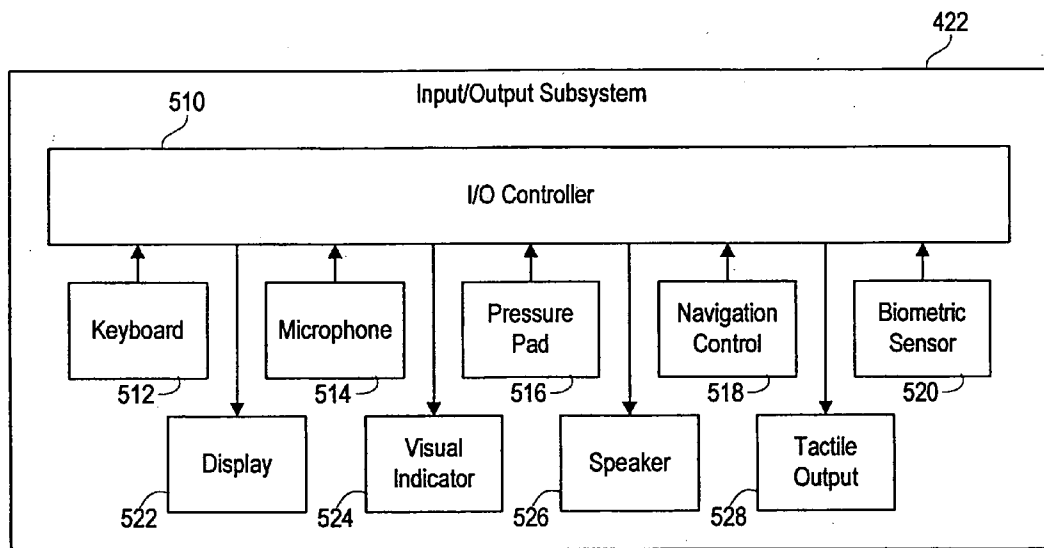 422
Input/Output Subsystem
510
I/O Controller
Keyboard
512
Microphone
514
Pressure
Pad
516
Navigation
Control
518
Biometric
Sensor
520
Display
522
Visual
Indicator
524
Speaker
526
Tactile
Output
528